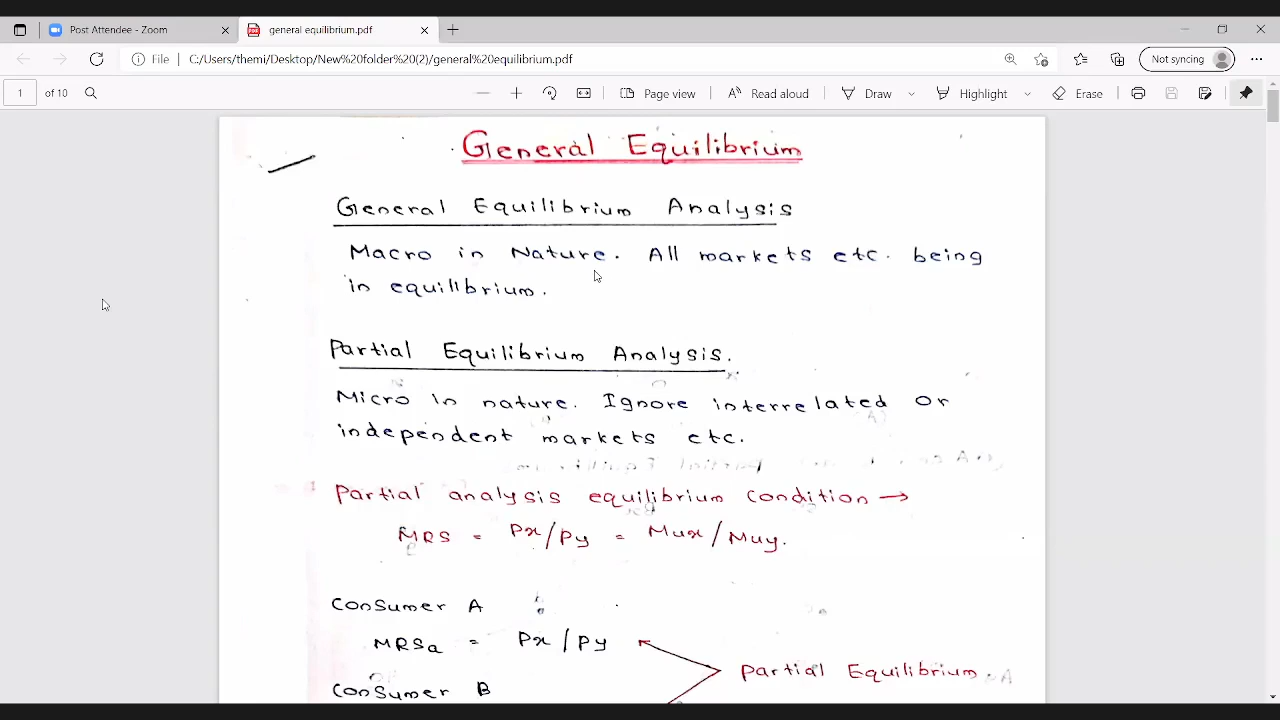 Post Attendee - Zoom
general equilibrium.pdf
File
C:/Users/themi/Desktop/New%20folder%20(2)/general%20equilibrium.pdf
Not syncing
1 of 10
Page view
Read aloud
Draw
Highlight
Erase
General Equilibrium
General Equilibrium Analysis
Macro in Nature. All markets etc. being
in equilibrium.
Partial Equilibrium Analysis.
Micro in nature. Ignore interrelated or
independent markets etc.
Partial analysis equilibrium condition →
MRS = Px/Py = Mux/Muy.
Consumer A
MRSa = Px/Py
Partial Equilibrium.
Consumer B